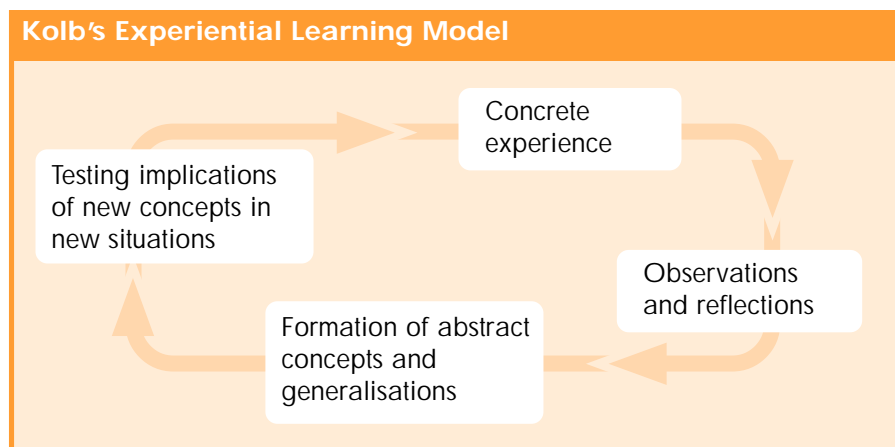 Kolb's Experiential Learning Model
Concrete
experience
Testing implications
of new concepts in
new situations
Observations
and reflections
Formation of abstract
concepts and
generalisations